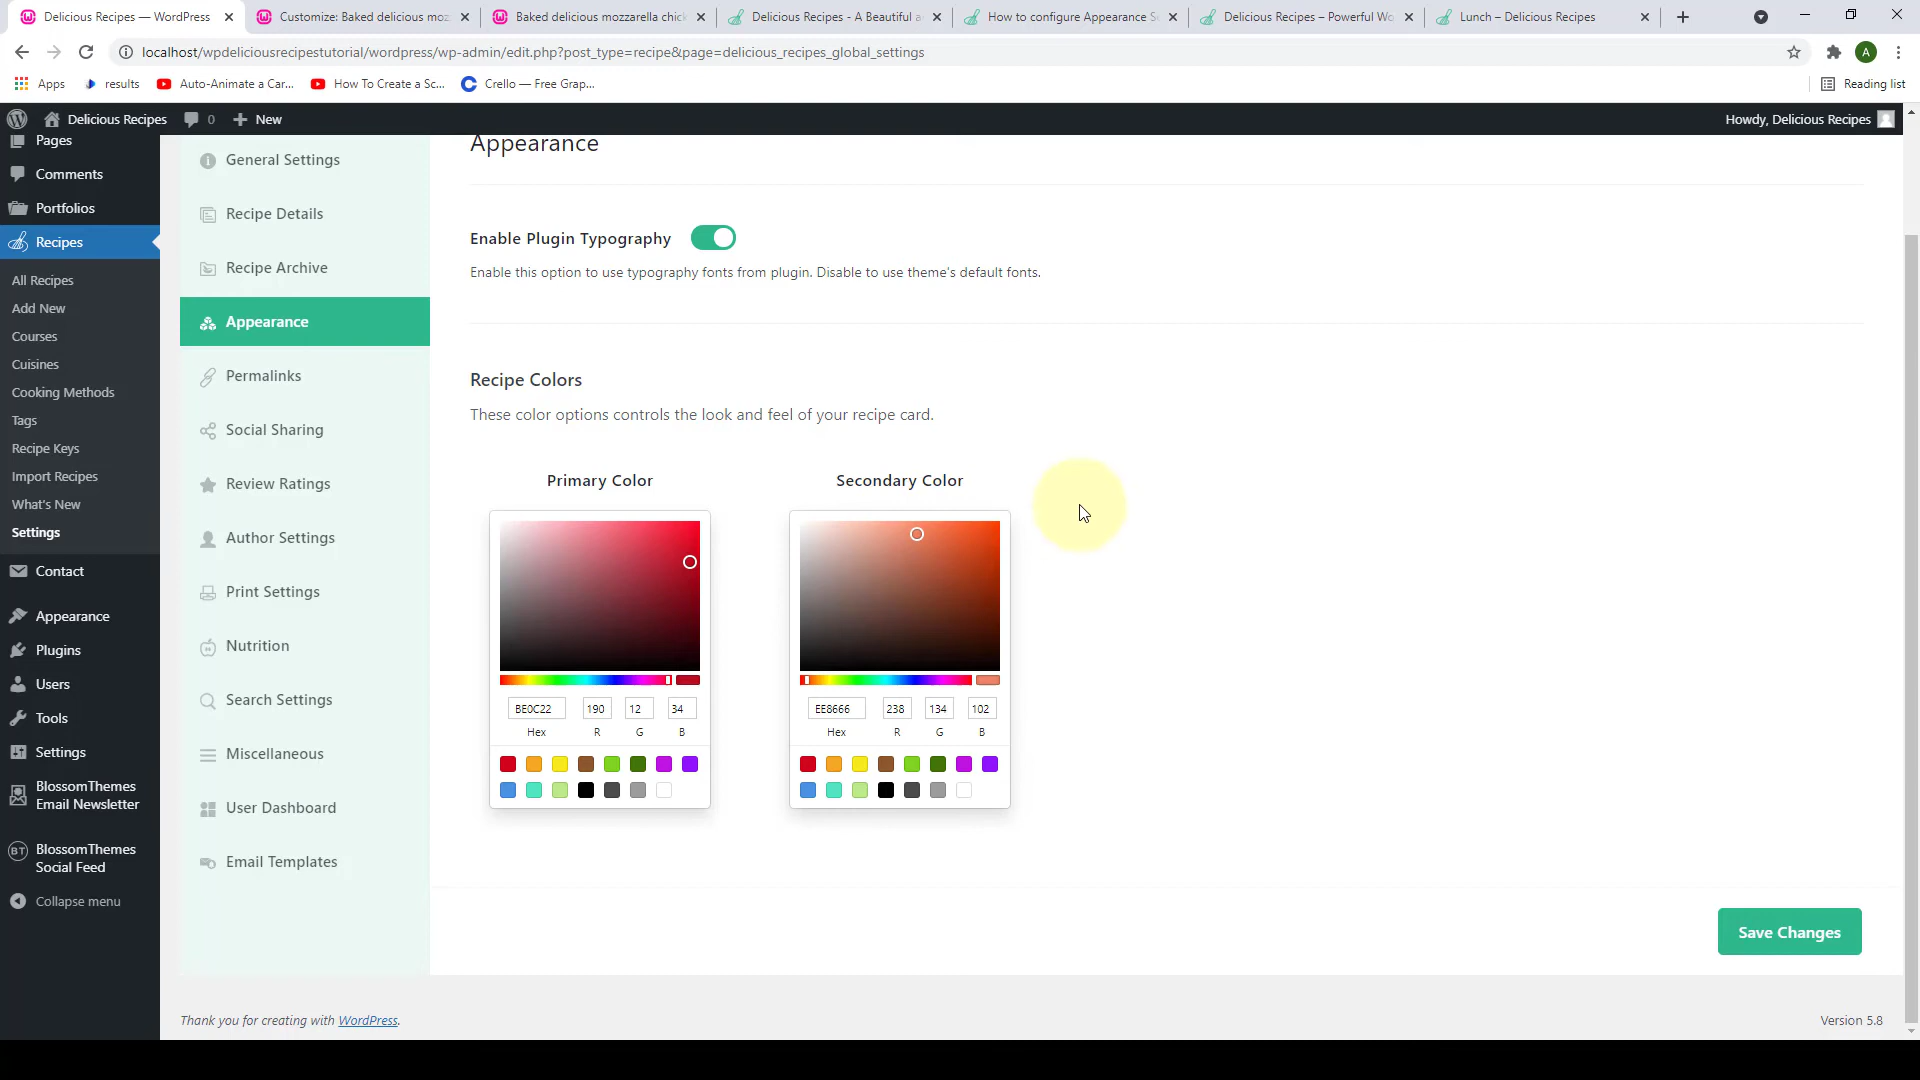 Delicious Recipes — WordPress
Customize: Baked delicious moz
Baked delicious mozzarella chick
Delicious Recipes - A Beautiful a
How to configure Appearance S
Delicious Recipes – Powerful Wo
Lunch – Delicious Recipes
localhost/wpdeliciousrecipestutorial/wordpress/wp-admin/edit.php?post_type=recipe&page=delicious_recipes_global_settings
A
Apps
results
Auto-Animate a Car...
How To Create a Sc...
Crello — Free Grap...
Reading list
Delicious Recipes
0
New
Howdy, Delicious Recipes
Pages
Comments
Portfolios
Recipes
All Recipes
Add New
Courses
Cuisines
Cooking Methods
Tags
Recipe Keys
Import Recipes
What's New
Settings
Contact
Appearance
Plugins
Users
Tools
Settings
BlossomThemes
Email Newsletter
BT
BlossomThemes
Social Feed
Collapse menu
General Settings
Recipe Details
Recipe Archive
Appearance
Permalinks
Social Sharing
Review Ratings
Author Settings
Print Settings
Nutrition
Search Settings
Miscellaneous
User Dashboard
Email Templates
Appearance
Enable Plugin Typography
Enable this option to use typography fonts from plugin. Disable to use theme's default fonts.
Recipe Colors
These color options controls the look and feel of your recipe card.
Primary Color
BE0C22 190 12 34
Hex R G B
Secondary Color
EE8666 238 134 102
Hex R G B
Save Changes
Thank you for creating with WordPress.
Version 5.8